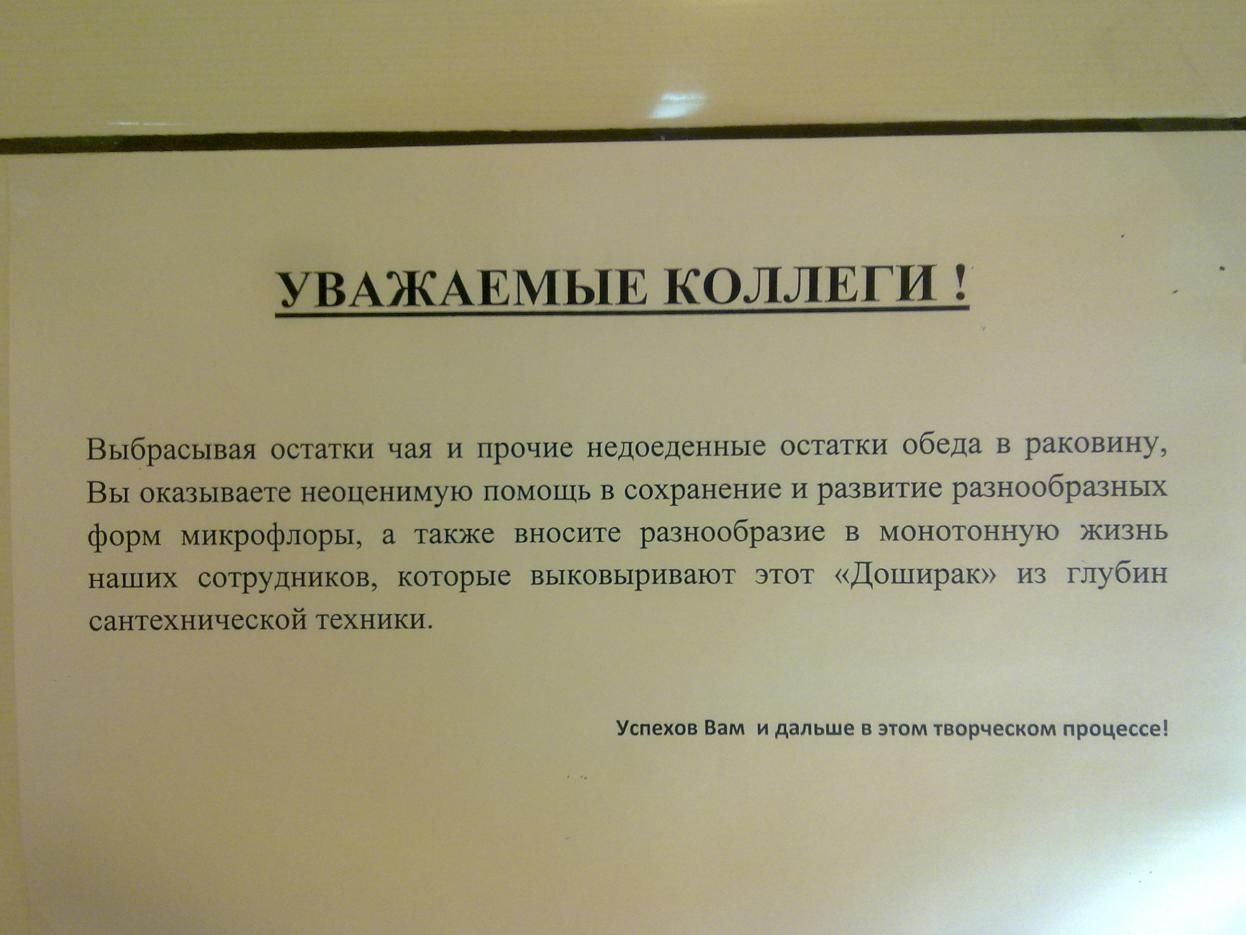 УВАЖАЕМЫЕ КОЛЛЕГИ !
Выбрасывая остатки чая и прочие недоеденные остатки обеда в раковину,
Вы оказываете неоценимую помощь в сохранение и развитие разнообразных
форм микрофлоры, а также вносите разнообразие в монотонную жизнь
наших сотрудников, которые выковыривают этот «Доширак» из глубин
сантехнической техники.
Успехов Вам  и дальше в этом творческом процессе!